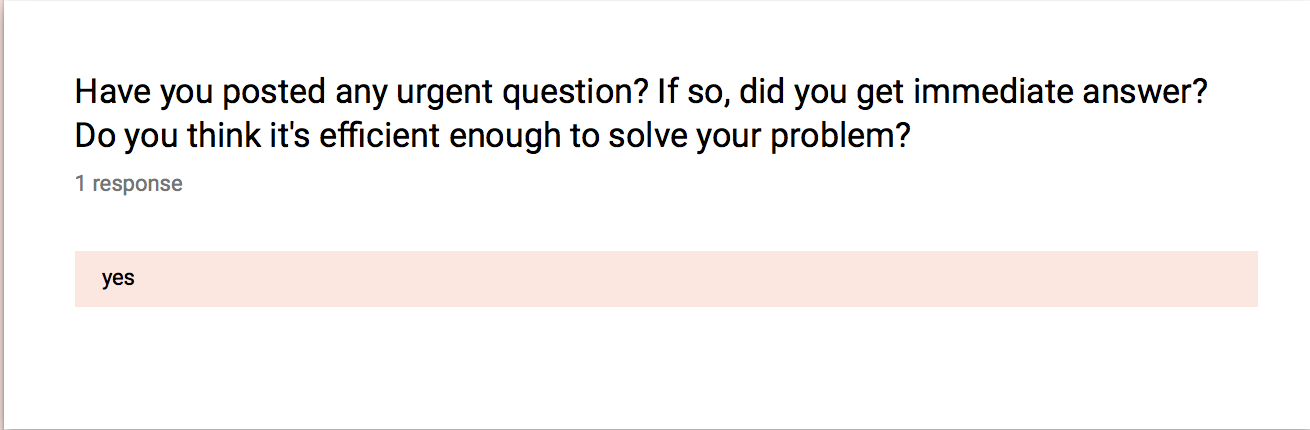 Have you posted any urgent question? If so, did you get immediate answer?
Do you think it's efficient enough to solve your problem?
1 response
yes